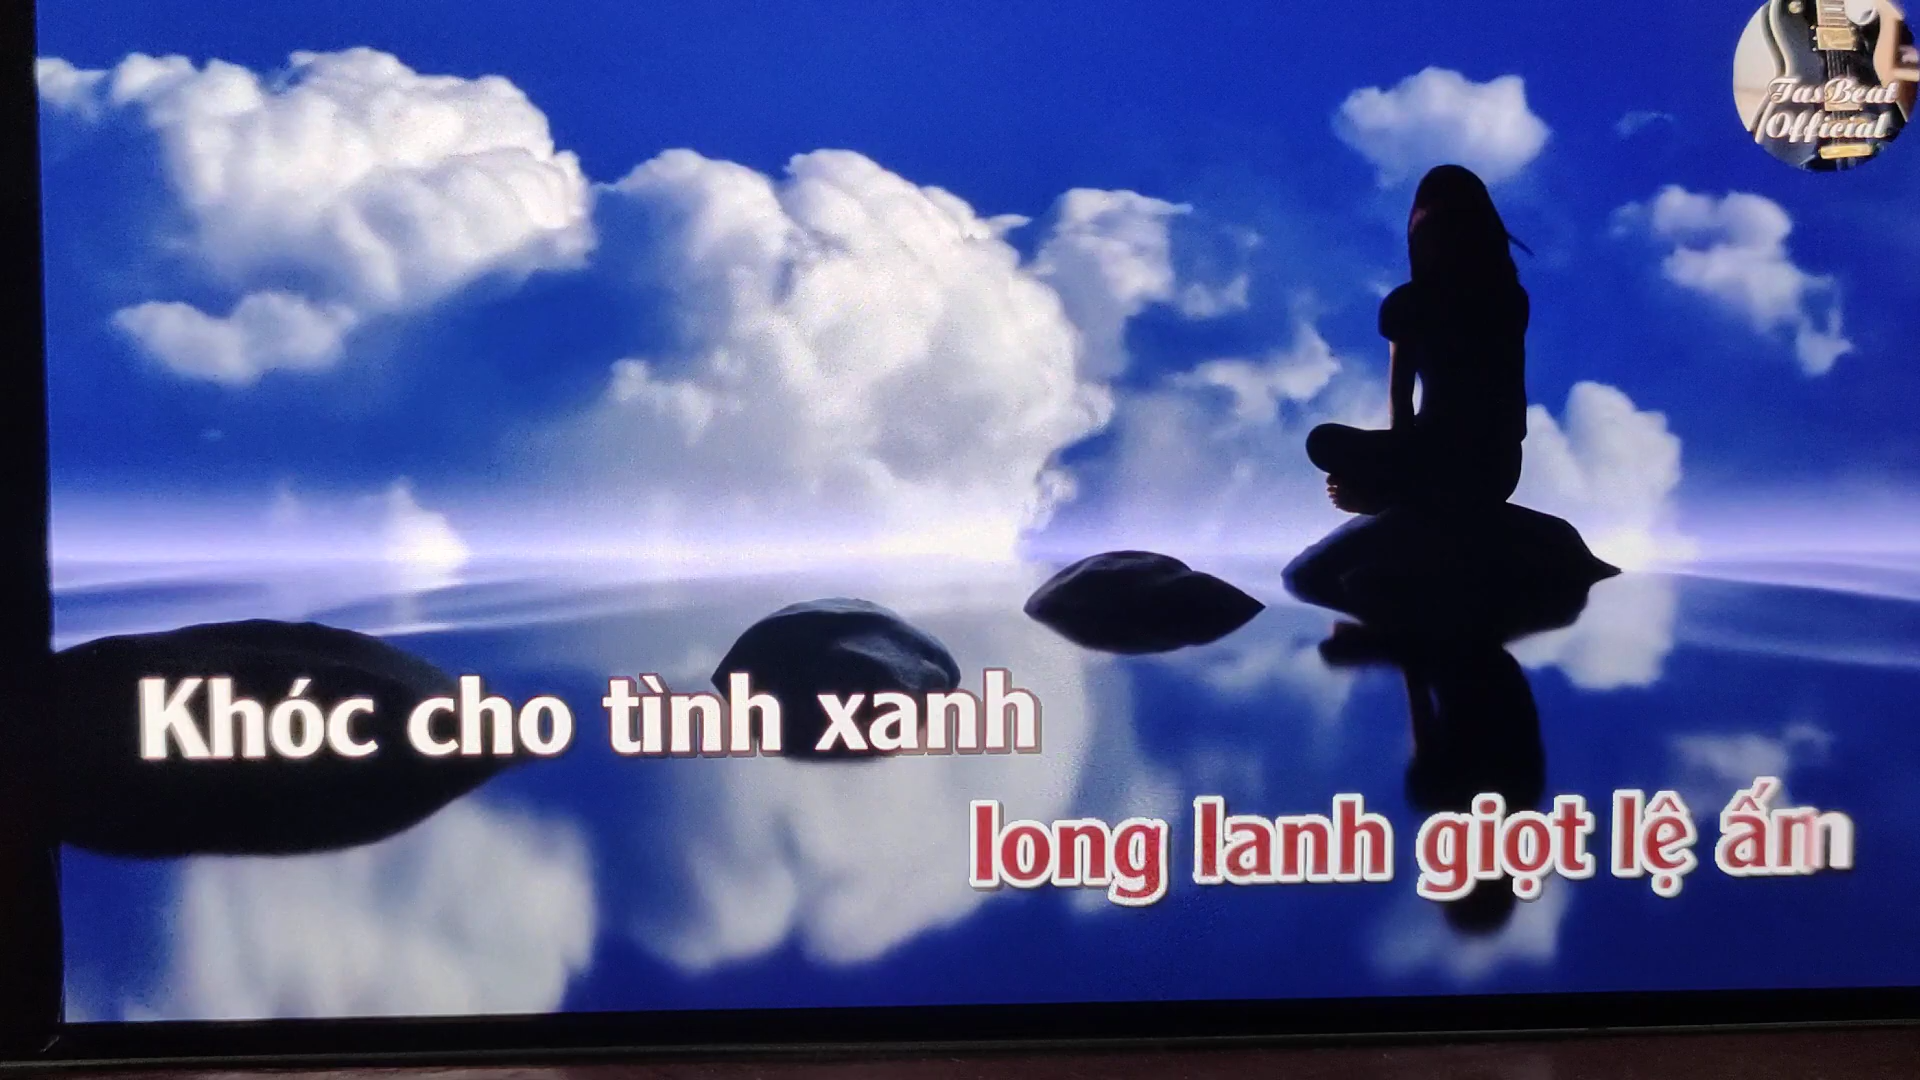 TasBeat
Official
Khóc cho tình xanh
long lanh giọt lệ ấm